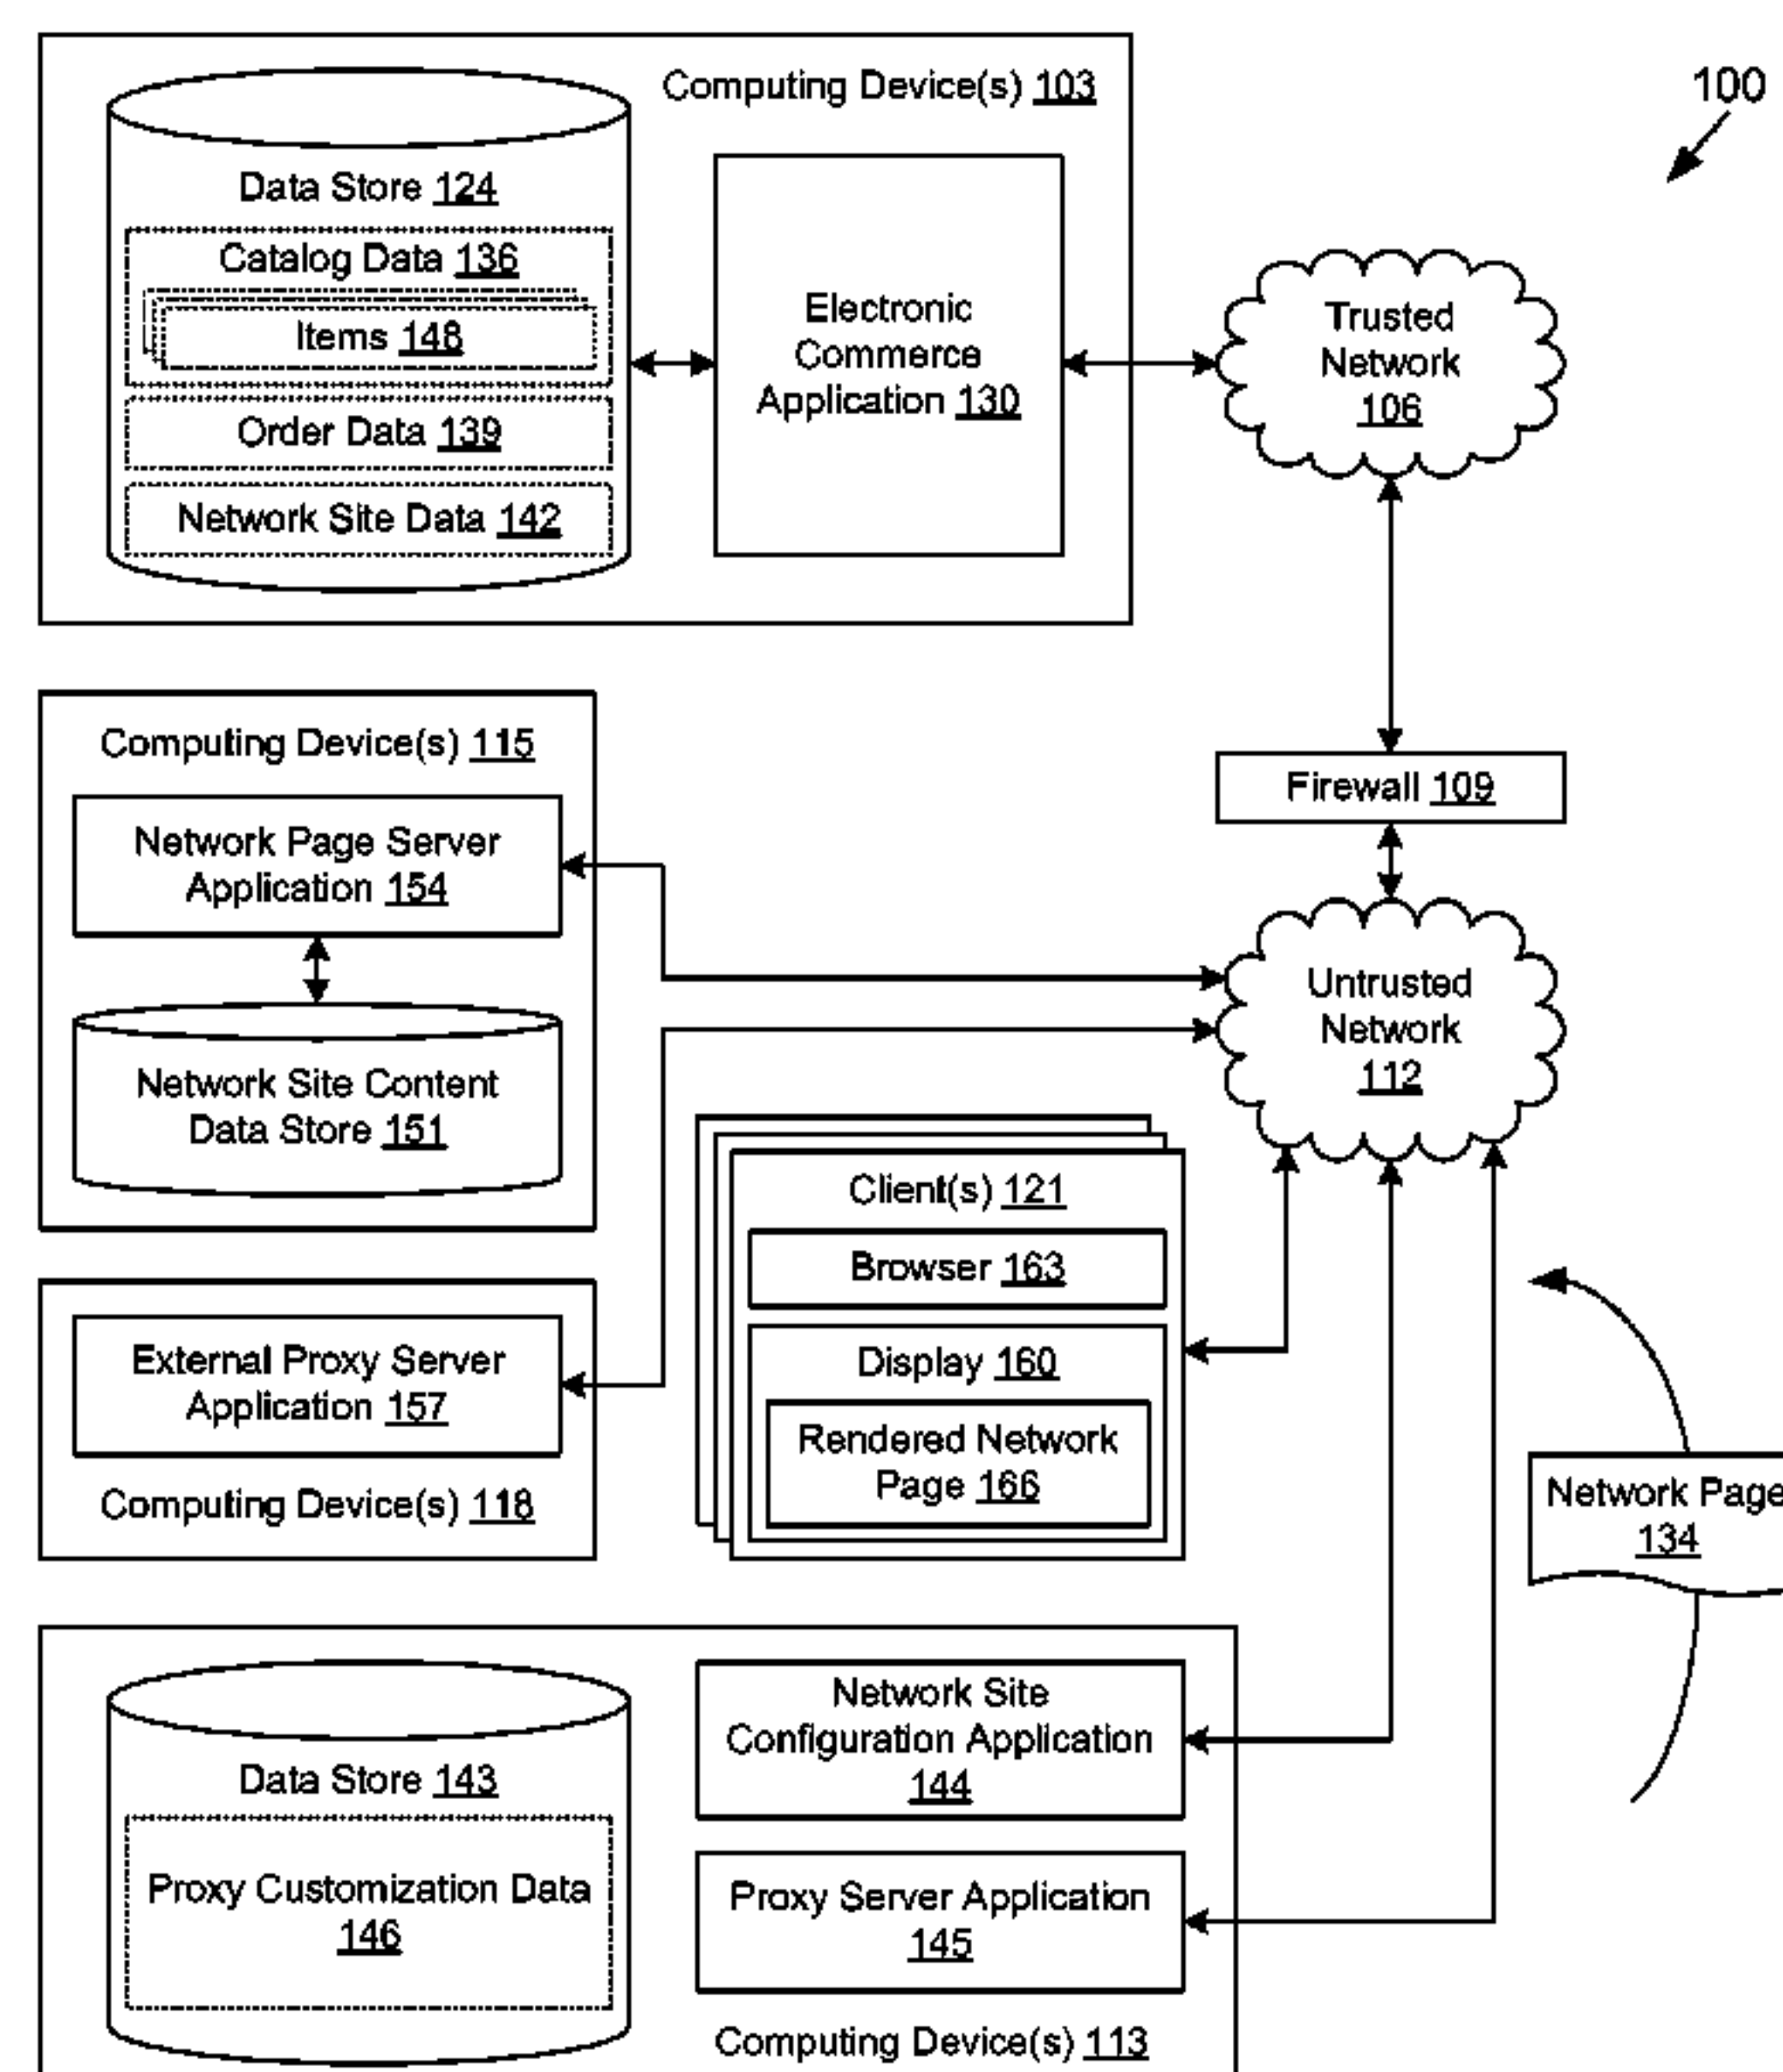 100
Computing Device(s) 103
Data Store 124
Catalog Data 136
Items 148
Order Data 139
Network Site Data 142
Electronic
Commerce
Application 130
Trusted
Network
106
Firewall 109
Untrusted
Network
112
Computing Device(s) 115
Network Page Server
Application 154
Network Site Content
Data Store 151
External Proxy Server
Application 157
Computing Device(s) 118
Client(s) 121
Browser 163
Display 160
Rendered Network
Page 166
Network Page
134
Data Store 143
Proxy Customization Data
146
Network Site
Configuration Application
144
Proxy Server Application
145
Computing Device(s) 113